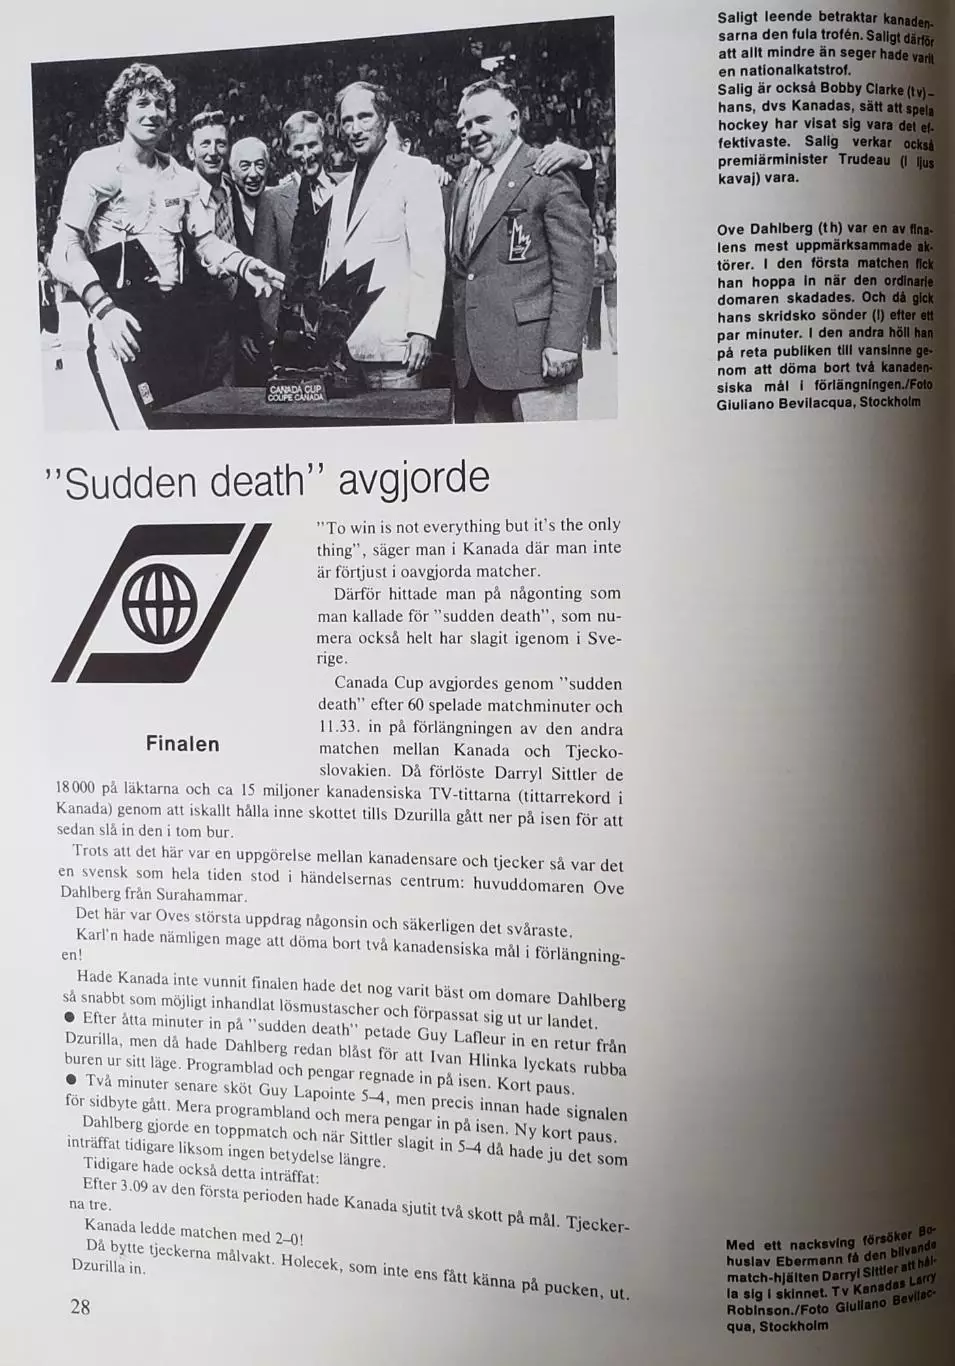 Saligt leende betraktar kanaden-
sarna den fula trofén. Saligt därför
att allt mindre än seger hade varit
en nationalkatstrof.
Salig är också Bobby Clarke (tv)–
hans, dvs Kanadas, sätt att spela
hockey har visat sig vara det ef-
fektivaste. Salig verkar också
premiärminister Trudeau (I ljus
kavaj) vara.
Ove Dahlberg (th) var en av fina-
lens mest uppmärksammade ak-
törer. I den första matchen fick
han hoppa in när den ordinarie
domaren skadades. Och då gick
hans skridsko sönder (I) efter ett
par minuter. I den andra höll han
på reta publiken till vansinne ge-
nom att döma bort två kanaden-
siska mål i förlängningen./Foto
Giuliano Bevilacqua, Stockholm
CANADA CUP
COUPE CANADA
"Sudden death" avgjorde
Finalen
"To win is not everything but it's the only
thing", säger man i Kanada där man inte
är förtjust i oavgjorda matcher.
Därför hittade man på någonting som
man kallade för "sudden death", som nu-
mera också helt har slagit igenom i Sve-
rige.
Canada Cup avgjordes genom "sudden
death" efter 60 spelade matchminuter och
11.33. in på förlängningen av den andra
matchen mellan Kanada och Tjecko-
slovakien. Då förlöste Darryl Sittler de
18 000 på läktarna och ca 15 miljoner kanadensiska TV-tittarna (tittarrekord i
Kanada) genom att iskallt hålla inne skottet tills Dzurilla gått ner på isen för att
sedan slå in den i tom bur.
Trots att det här var en uppgörelse mellan kanadensare och tjecker så var det
en svensk som hela tiden stod i händelsernas centrum: huvuddomaren Ove
Dahlberg från Surahammar.
Det här var Oves största uppdrag någonsin och säkerligen det svåraste.
Karl'n hade nämligen mage att döma bort två kanadensiska mål i förlängning-
en!
Hade Kanada inte vunnit finalen hade det nog varit bäst om domare Dahlberg
så snabbt som möjligt inhandlat lösmustascher och förpassat sig ut ur landet.
● Efter åtta minuter in på "sudden death" petade Guy Lafleur in en retur från
Dzurilla, men då hade Dahlberg redan blåst för att Ivan Hlinka lyckats rubba
buren ur sitt läge. Programblad och pengar regnade in på isen. Kort paus.
● Två minuter senare sköt Guy Lapointe 5–4, men precis innan hade signalen
för sidbyte gått. Mera programbland och mera pengar in på isen. Ny kort paus.
Dahlberg gjorde en toppmatch och när Sittler slagit in 5–4 då hade ju det som
inträffat tidigare liksom ingen betydelse längre.
Tidigare hade också detta inträffat:
Efter 3.09 av den första perioden hade Kanada sjutit två skott på mål. Tjecker-
na tre.
Kanada ledde matchen med 2–0!
Då bytte tjeckerna målvakt. Holecek, som inte ens fått känna på pucken, ut.
Dzurilla in.
28
Med ett nacksving försöker Bo-
huslav Ebermann få den blivande
match-hjälten Darryl Sittler att hål-
la sig i skinnet. Tv Kanadas Larry
Robinson./Foto Giuliano Bevilac-
qua, Stockholm